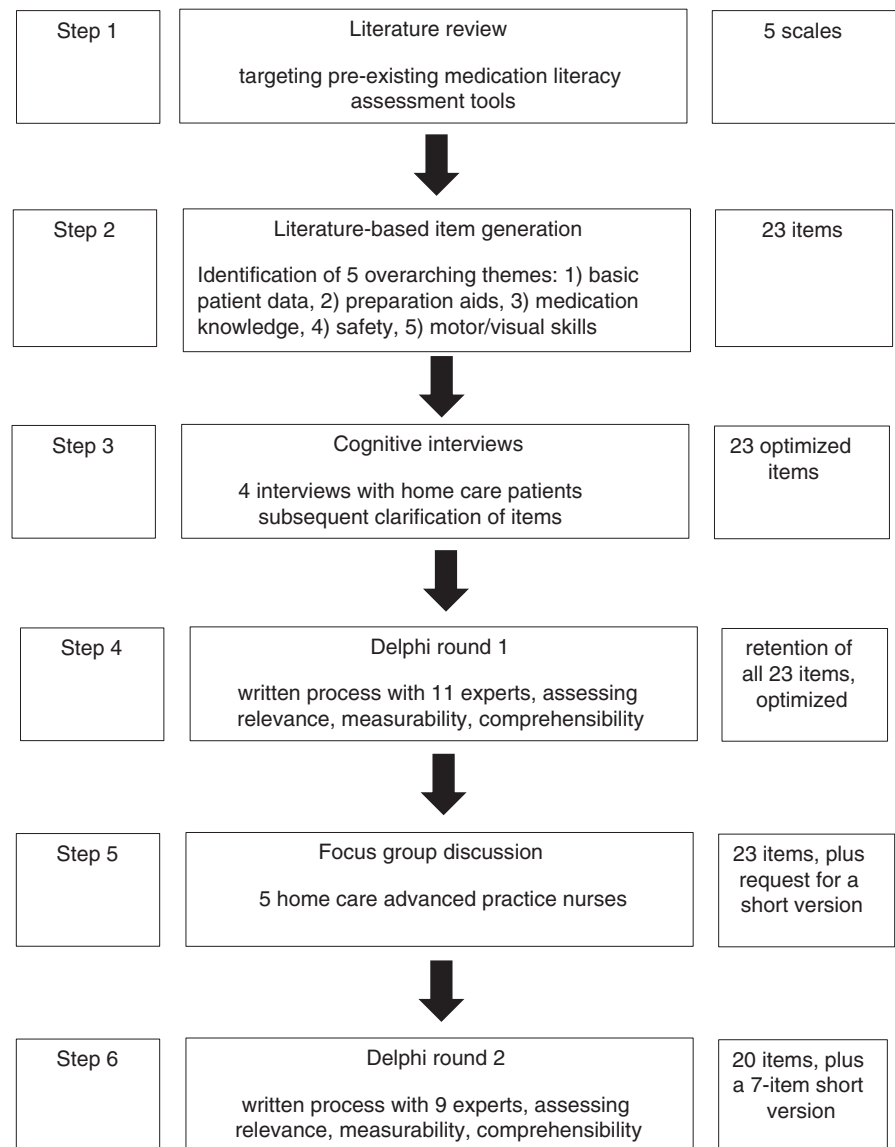 Step 1
Literature review
targeting pre-existing medication literacy
assessment tools
5 scales
Step 2
Literature-based item generation
Identification of 5 overarching themes: 1) basic
patient data, 2) preparation aids, 3) medication
knowledge, 4) safety, 5) motor/visual skills
23 items
Step 3
Cognitive interviews
4 interviews with home care patients
subsequent clarification of items
23 optimized
items
Step 4
Delphi round 1
written process with 11 experts, assessing
relevance, measurability, comprehensibility
retention of
all 23 items,
optimized
Step 5
Focus group discussion
5 home care advanced practice nurses
23 items, plus
request for a
short version
Step 6
Delphi round 2
written process with 9 experts, assessing
relevance, measurability, comprehensibility
20 items, plus
a 7-item short
version